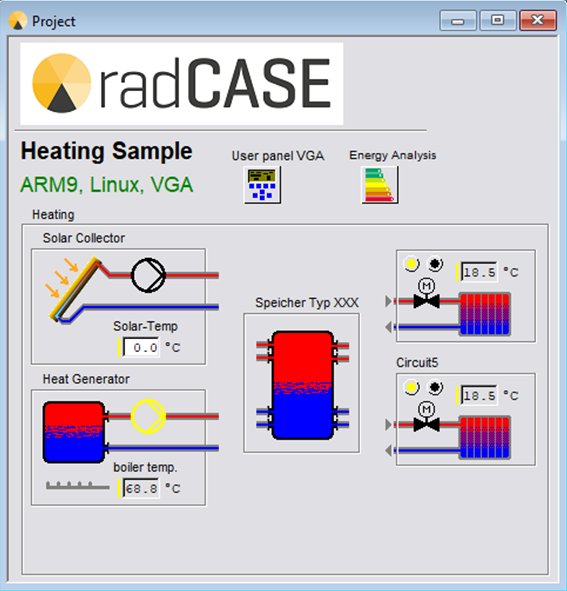 Project
radCASE
Heating Sample
ARM9, Linux, VGA
User panel VGA
Energy Analysis
Heating
Solar Collector
Solar-Temp
0.0 °C
Heat Generator
boiler temp.
68.8 °C
Speicher Typ XXX
18.5 °C
M
Circuit5
18.5 °C
M